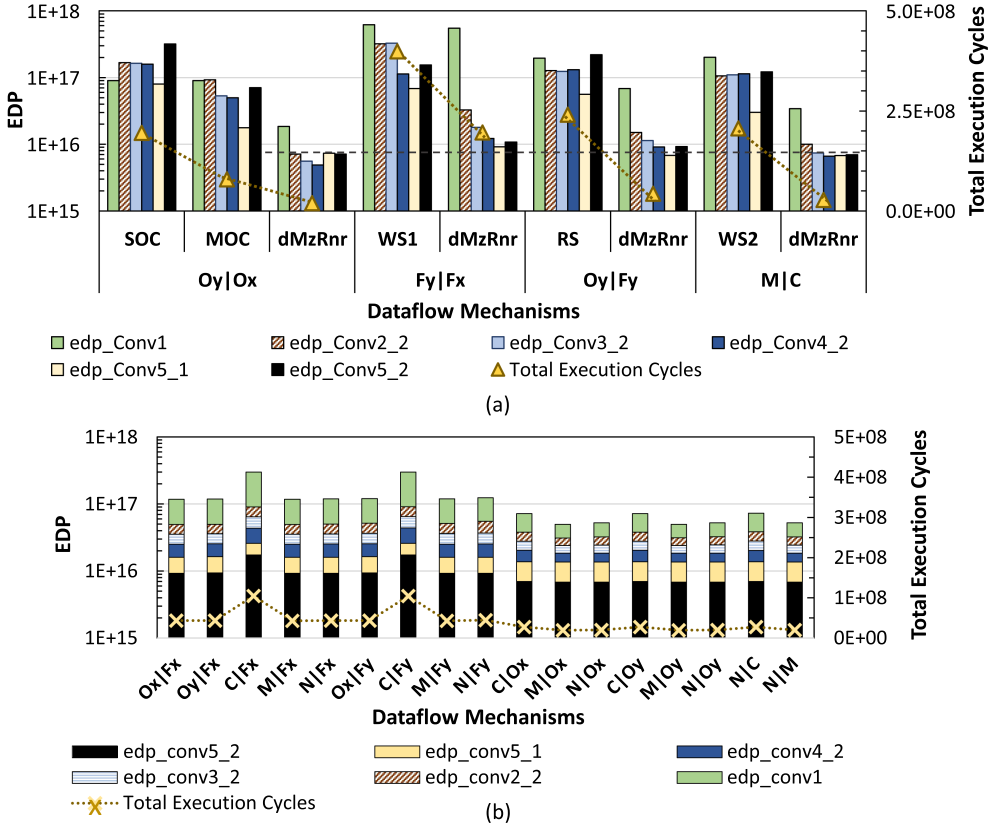 1E+18
1E+17
1E+16
1E+15
EDP
5.0E+08
2.5E+08
0.0E+00
Total Execution Cycles
SOC MOC dMzRnr WS1 dMzRnr RS dMzRnr WS2 dMzRnr
Oy|Ox Fy|Fx Oy|Fy M|C
Dataflow Mechanisms
edp_Conv1 edp_Conv2_2 edp_Conv3_2 edp_Conv4_2
edp_Conv5_1 edp_Conv5_2 Total Execution Cycles
(a)
1E+18
1E+17
1E+16
1E+15
EDP
5E+08
4E+08
3E+08
2E+08
1E+08
0E+00
Total Execution Cycles
Ox|Fx Oy|Fx C|Fx M|Fx N|Fx Ox|Fy C|Fy M|Fy N|Fy C|Ox M|Ox N|Ox C|Oy M|Oy N|Oy N|C N|M
Dataflow Mechanisms
edp_conv5_2 edp_conv5_1 edp_conv4_2
edp_conv3_2 edp_conv2_2 edp_conv1
Total Execution Cycles
(b)